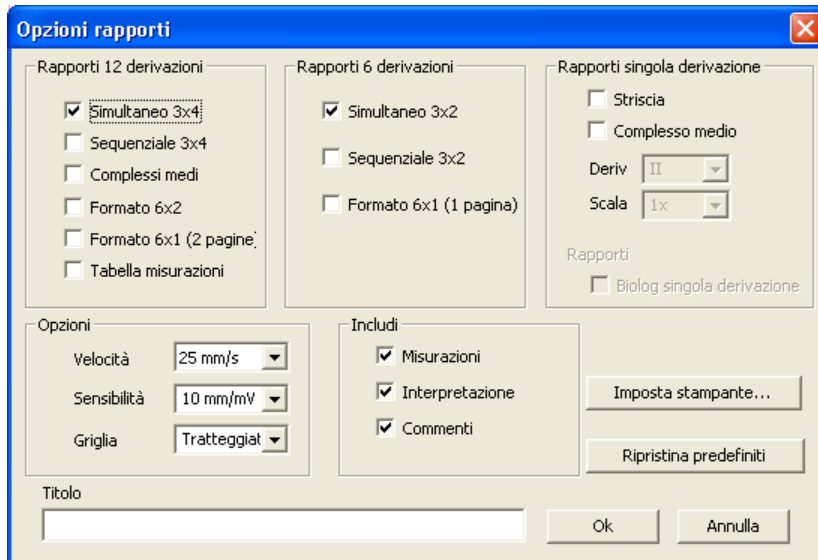 Opzioni rapporti
Rapporti 12 derivazioni
Simultaneo 3x4
Sequenziale 3x4
Complessi medi
Formato 6x2
Formato 6x1 (2 pagine)
Tabella misurazioni
Rapporti 6 derivazioni
Simultaneo 3x2
Sequenziale 3x2
Formato 6x1 (1 pagina)
Rapporti singola derivazione
Striscia
Complesso medio
Deriv II
Scala 1x
Rapporti
Biolog singola derivazione
Opzioni
Velocità 25 mm/s
Sensibilità 10 mm/mV
Griglia Tratteggiat
Includi
Misurazioni
Interpretazione
Commenti
Imposta stampante...
Ripristina predefiniti
Titolo
Ok Annulla